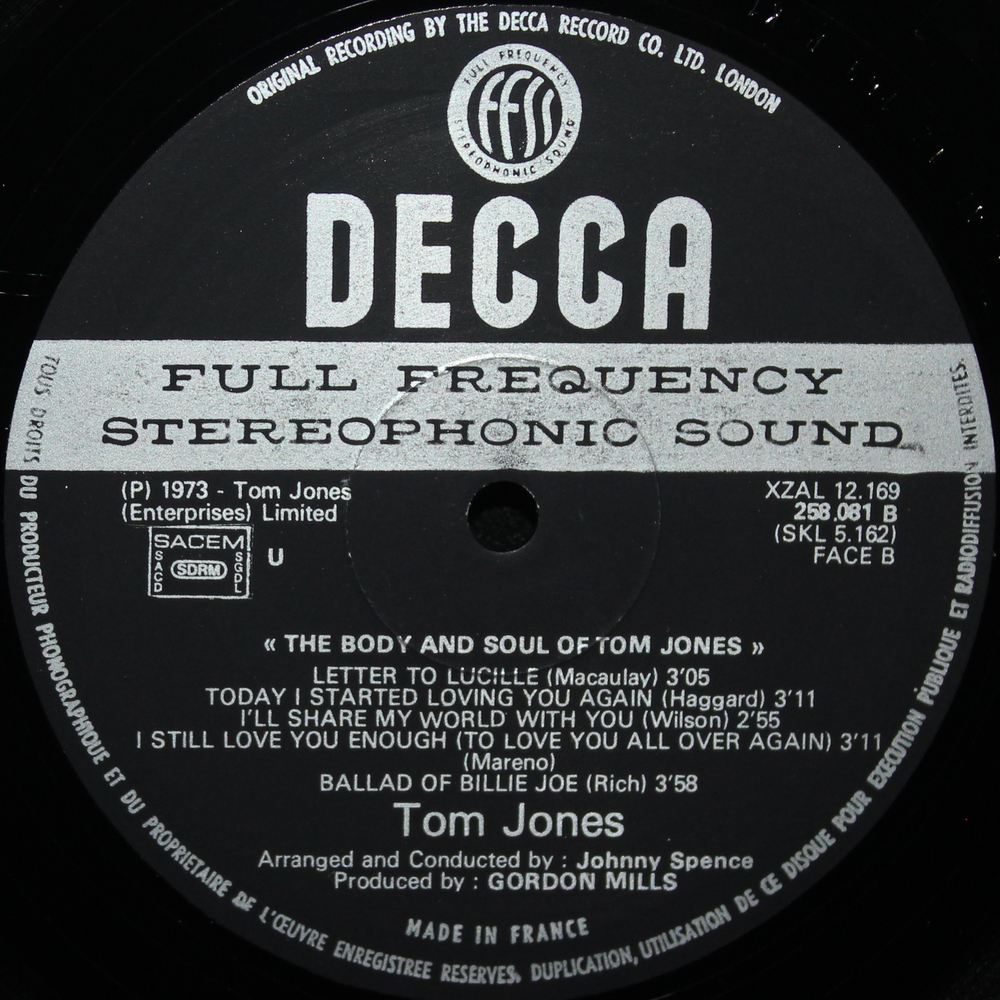 ORIGINAL RECORDING BY THE DECCA RECCORD CO. LTD. LONDON
FULL FREQUENCY
FFSS
STEREOPHONIC SOUND
DECCA
FULL FREQUENCY
STEREOPHONIC SOUND
(P) 1973 - Tom Jones
(Enterprises) Limited
SACEM
SACD
SDRM
SGDL
U
XZAL 12.169
258.081 B
(SKL 5.162)
FACE B
« THE BODY AND SOUL OF TOM JONES »
LETTER TO LUCILLE (Macaulay) 3'05
TODAY I STARTED LOVING YOU AGAIN (Haggard) 3'11
I'LL SHARE MY WORLD WITH YOU (Wilson) 2'55
I STILL LOVE YOU ENOUGH (TO LOVE YOU ALL OVER AGAIN) 3'11
(Mareno)
BALLAD OF BILLIE JOE (Rich) 3'58
Tom Jones
Arranged and Conducted by : Johnny Spence
Produced by : GORDON MILLS
MADE IN FRANCE
TOUS DROITS DU PRODUCTEUR PHONOGRAPHIQUE ET DU PROPRIETAIRE DE L'ŒUVRE ENREGISTREE RESERVES. DUPLICATION, UTILISATION DE CE DISQUE POUR EXECUTION PUBLIQUE ET RADIODIFFUSION INTERDITES.